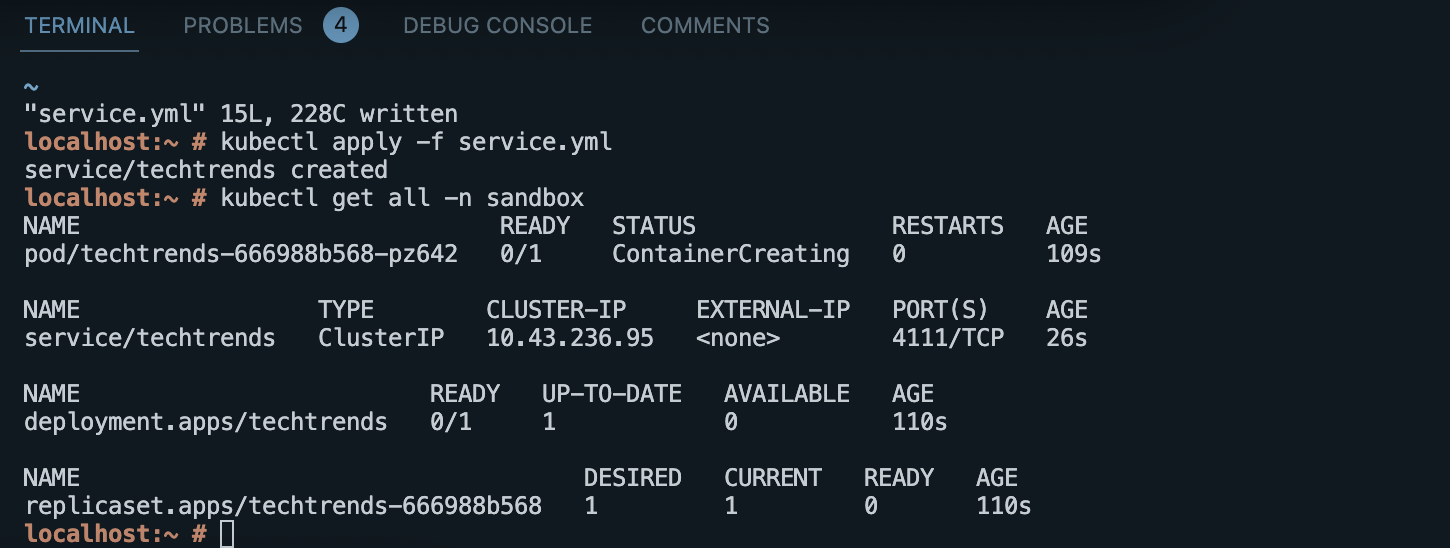 TERMINAL PROBLEMS 4 DEBUG CONSOLE COMMENTS
~
"service.yml" 15L, 228C written
localhost:~ # kubectl apply -f service.yml
service/techtrends created
localhost:~ # kubectl get all -n sandbox
NAME READY STATUS RESTARTS AGE
pod/techtrends-666988b568-pz642 0/1 ContainerCreating 0 109s
NAME TYPE CLUSTER-IP EXTERNAL-IP PORT(S) AGE
service/techtrends ClusterIP 10.43.236.95 <none> 4111/TCP 26s
NAME READY UP-TO-DATE AVAILABLE AGE
deployment.apps/techtrends 0/1 1 0 110s
NAME DESIRED CURRENT READY AGE
replicaset.apps/techtrends-666988b568 1 1 0 110s
localhost:~ #